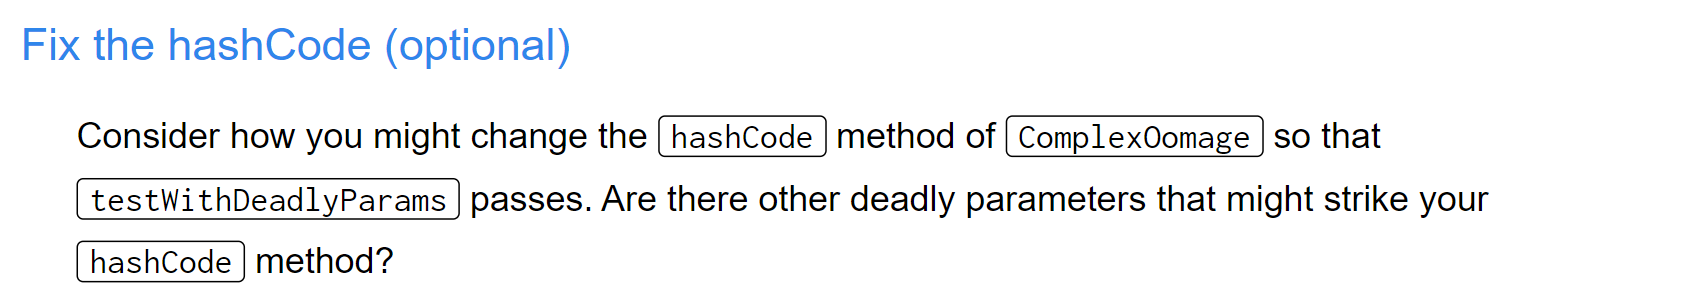 Fix the hashCode (optional)
Consider how you might change the hashCode method of ComplexOomage so that
testWithDeadlyParams passes. Are there other deadly parameters that might strike your
hashCode method?